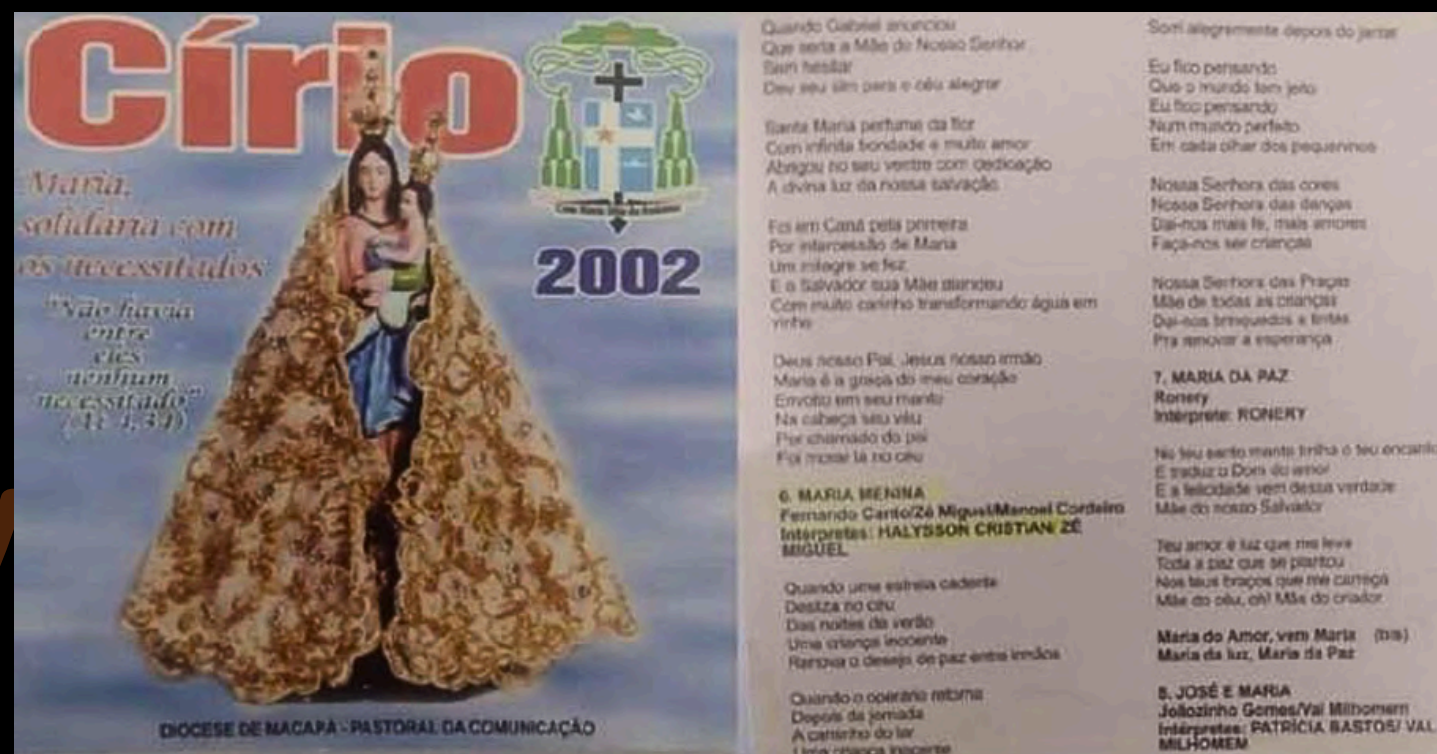 Círio
Maria,
solidária com
os necessitados
"Não havia
entre
eles
nenhum
necessitado"
(At 4,34)
2002
DIOCESE DE MACAPÁ - PASTORAL DA COMUNICAÇÃO
Quando Gabriel anunciou
Que seria a Mãe do Nosso Senhor
Sem hesitar
Deu seu sim para o céu alegrar
Santa Maria perfume da flor
Com infinita bondade e muito amor
Abrigou no seu ventre com dedicação
A divina luz da nossa salvação
Foi em Caná pela primeira
Por intercessão de Maria
Um milagre se fez
E o Salvador sua Mãe atendeu
Com muito carinho transformando água em
vinho
Deus nosso Pai, Jesus nosso irmão
Maria é a graça do meu coração
Envolto em seu manto
Na cabeça seu véu
Por chamado do pai
Foi morar lá no céu
6. MARIA MENINA
Fernando Canto/Zé Miguel/Manoel Cordeiro
Intérpretes: HALYSSON CRISTIAN/ ZÉ
MIGUEL
Quando uma estrela cadente
Desliza no céu
Das noites de verão
Uma criança inocente
Renova o desejo de paz entre irmãos
Quando o operário retorna
Depois da jornada
A caminho do lar
Uma criança inocente
Sorri alegremente depois do jantar
Eu fico pensando
Que o mundo tem jeito
Eu fico pensando
Num mundo perfeito
Em cada olhar dos pequeninos
Nossa Senhora das cores
Nossa Senhora das danças
Dai-nos mais fé, mais amores
Faça-nos ser crianças
Nossa Senhora das Praças
Mãe de todas as crianças
Dai-nos brinquedos e tintas
Pra renovar a esperança
7. MARIA DA PAZ
Ronery
Intérprete: RONERY
No teu santo manto brilha o teu encanto
E traduz o Dom do amor
E a felicidade vem dessa verdade
Mãe do nosso Salvador
Teu amor é luz que me leva
Toda a paz que se plantou
Nos teus braços que me carrega
Mãe do céu, oh! Mãe do criador
Maria do Amor, vem Maria (bis)
Maria da luz, Maria da Paz
8. JOSÉ E MARIA
Joãozinho Gomes/Val Milhomem
Intérpretes: PATRÍCIA BASTOS/ VAL
MILHOMEM